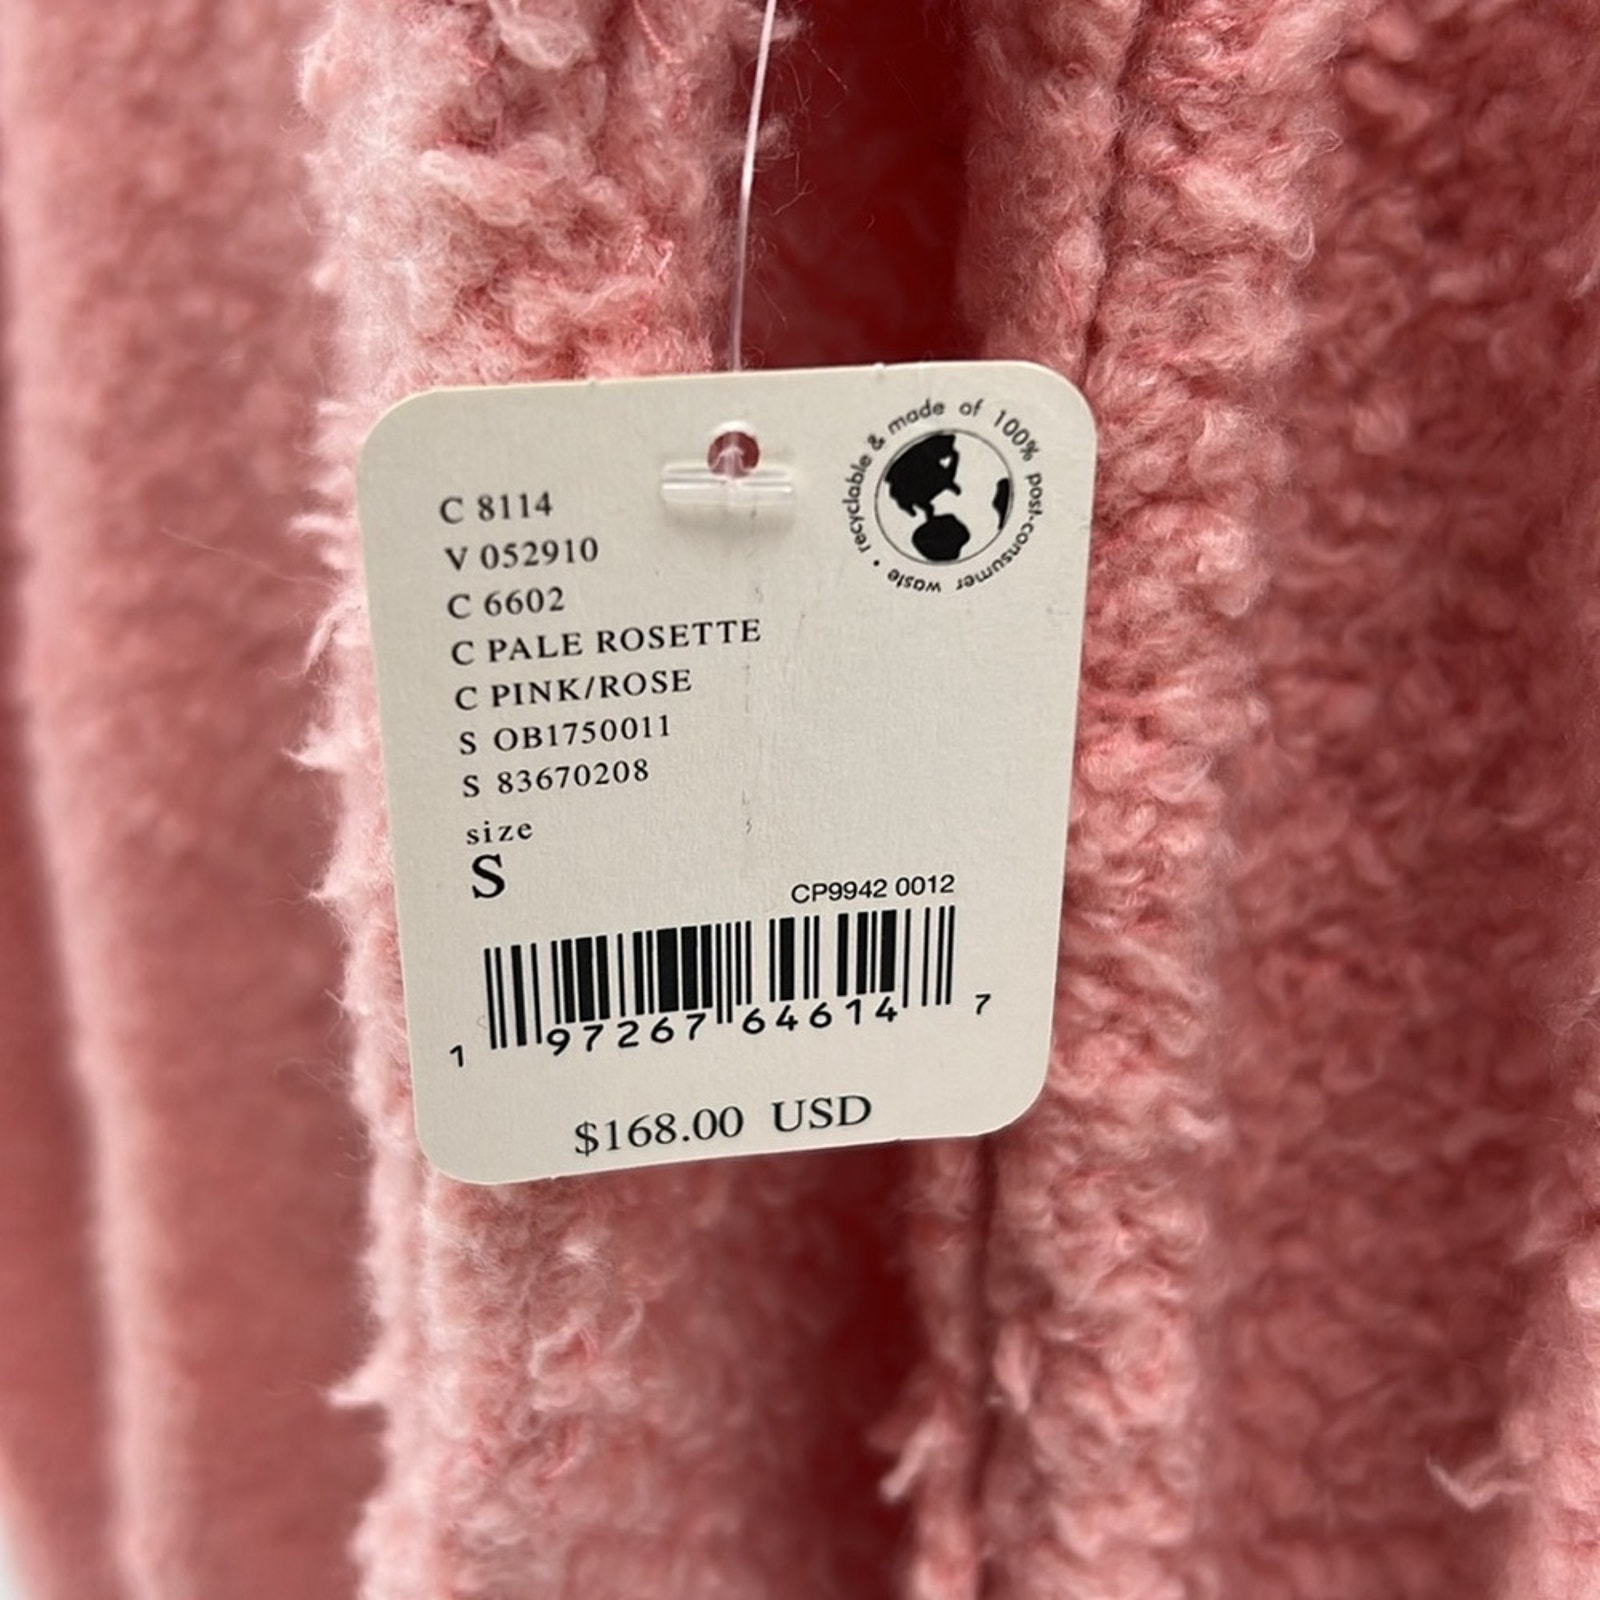 recyclable & made of 100% post-consumer waste •
C 8114
V 052910
C 6602
C PALE ROSETTE
C PINK/ROSE
S OB1750011
S 83670208
size
S
CP9942 0012
1 97267 64614 7
$168.00 USD